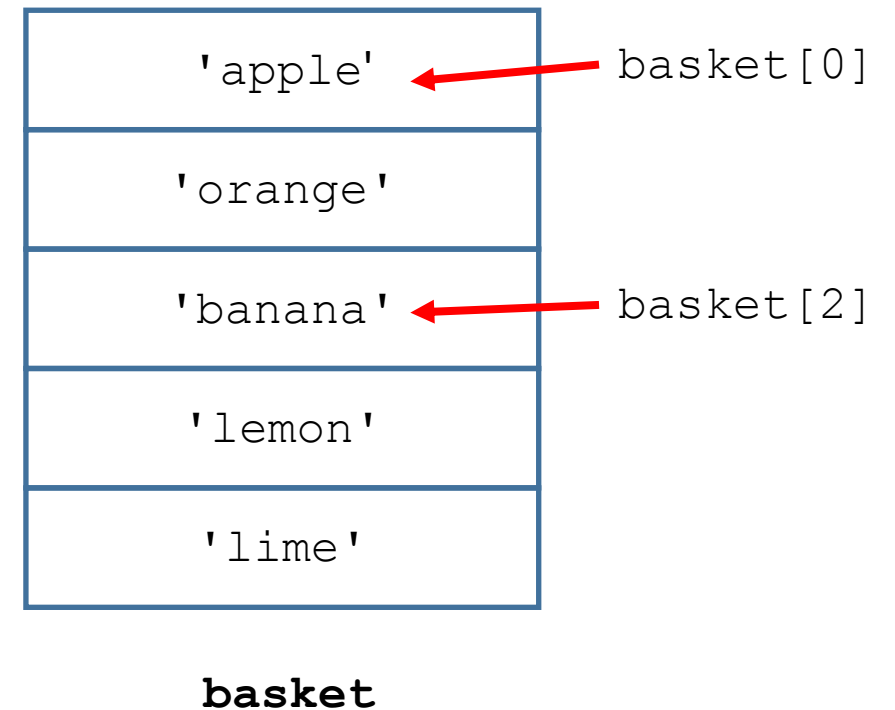 'apple' basket[0]
'orange'
'banana' basket[2]
'lemon'
'lime'
basket